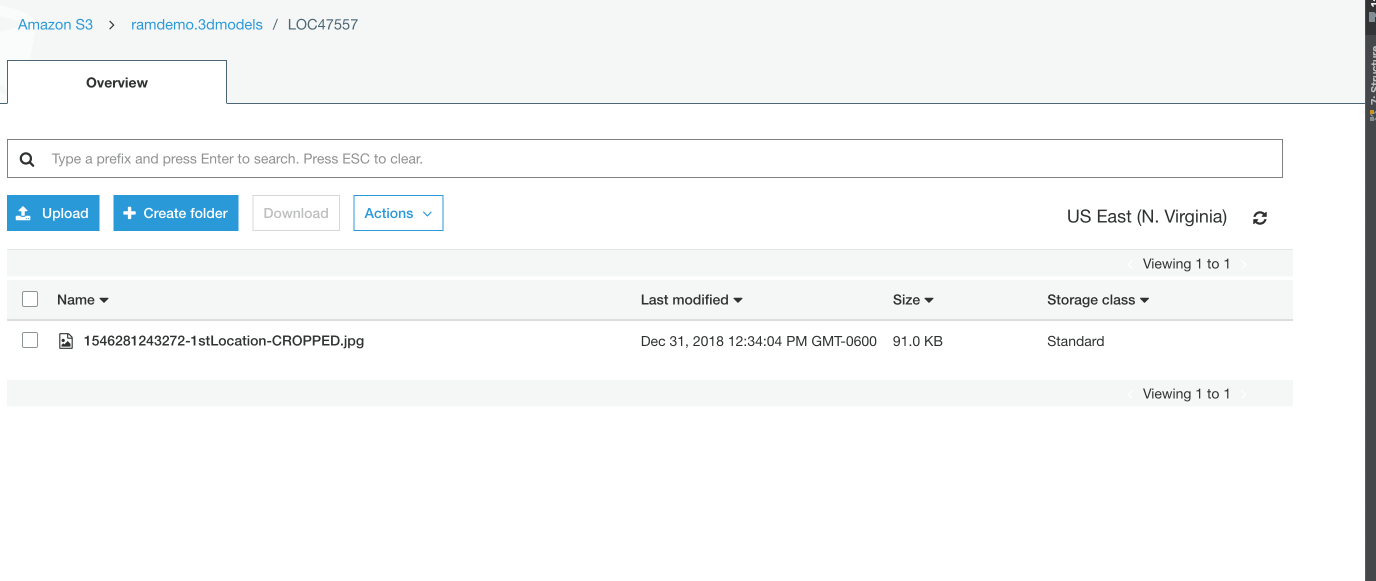 Amazon S3 > ramdemo.3dmodels / LOC47557
Overview
Type a prefix and press Enter to search. Press ESC to clear.
Upload Create folder Download Actions US East (N. Virginia)
Viewing 1 to 1
Name Last modified Size Storage class
1546281243272-1stLocation-CROPPED.jpg Dec 31, 2018 12:34:04 PM GMT-0600 91.0 KB Standard
Viewing 1 to 1
7: Structure